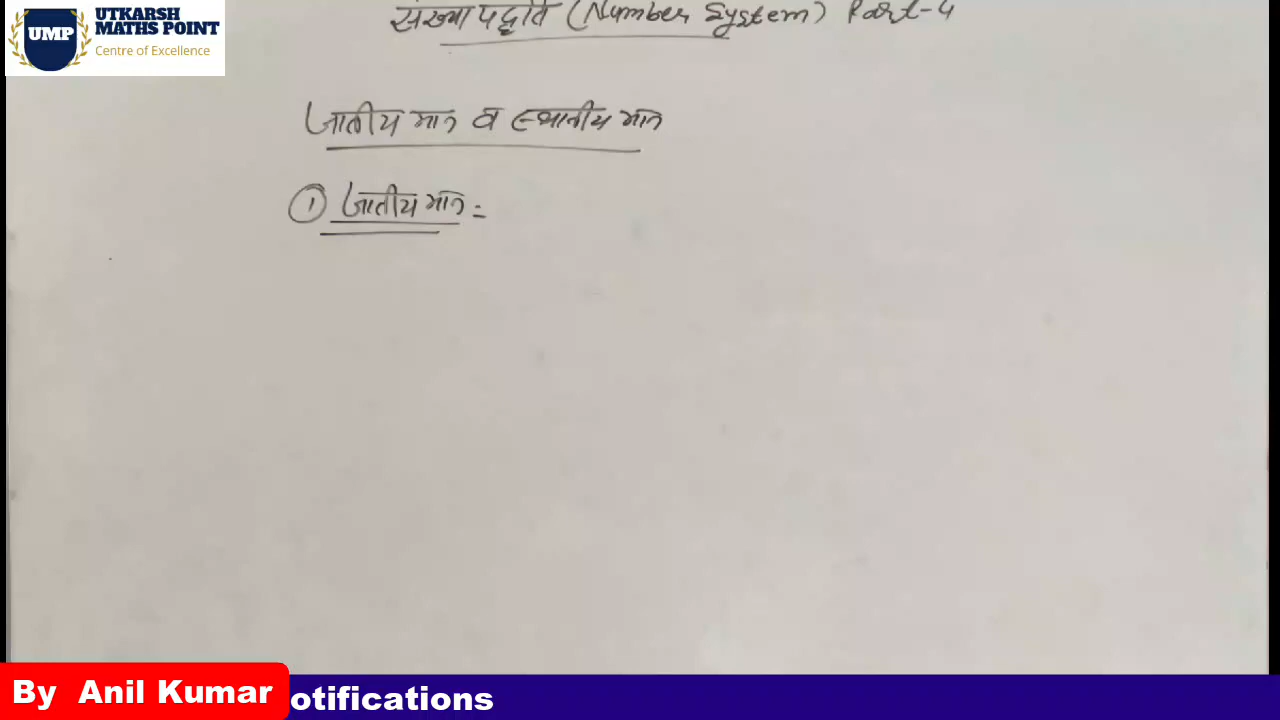 UTKARSH
MATHS POINT
UMP
Centre of Excellence
संख्या पद्धति (Number System) Part-4
जातीय मान व स्थानीय मान
① जातीय मान =
By Anil Kumar
otifications